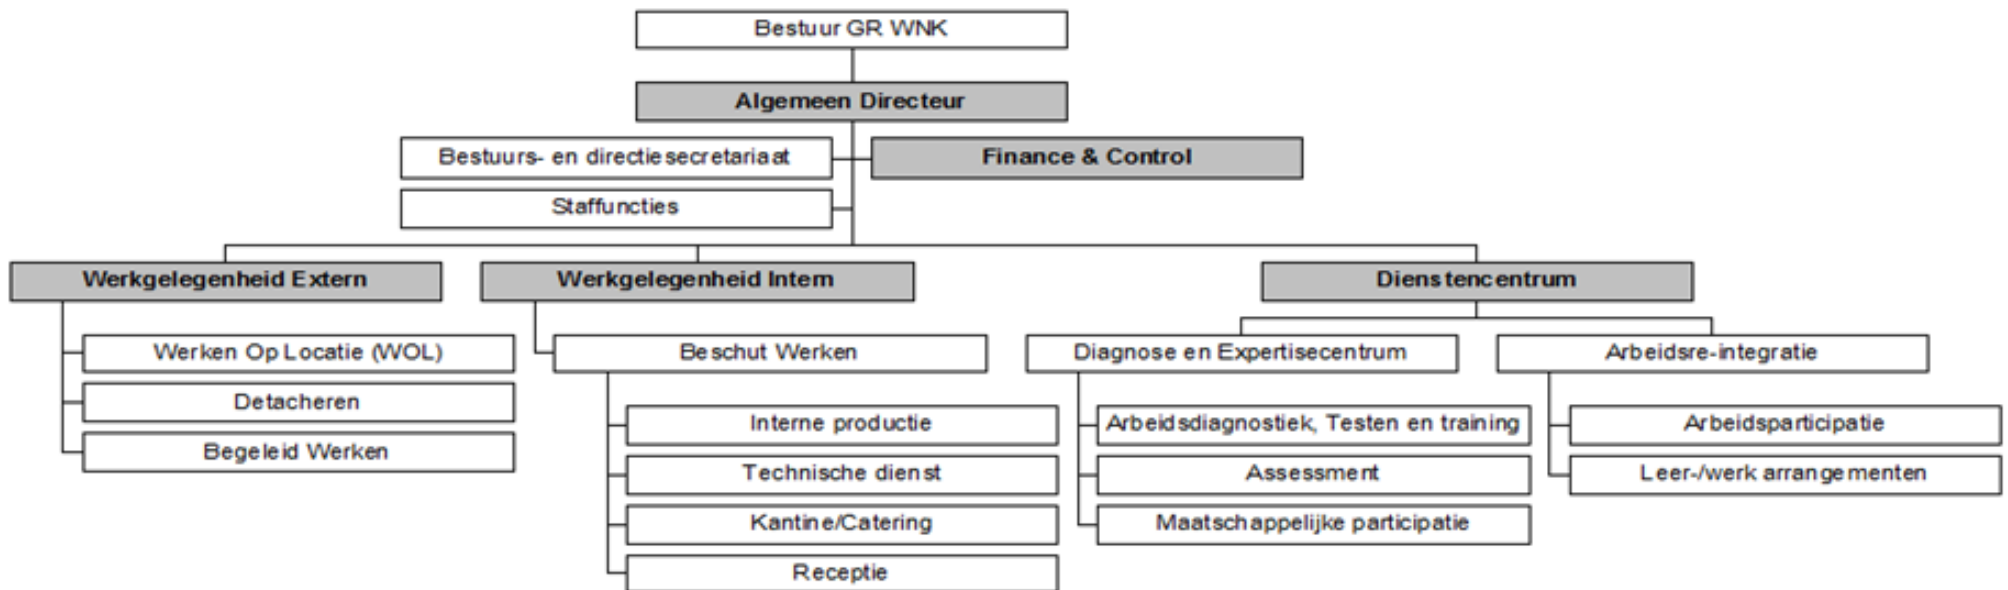 Bestuur GR WNK
Algemeen Directeur
Bestuurs- en directiesecretariaat
Finance & Control
Staffuncties
Werkgelegenheid Extern
Werkgelegenheid Intern
Dienstencentrum
Werken Op Locatie (WOL)
Detacheren
Begeleid Werken
Beschut Werken
Interne productie
Technische dienst
Kantine/Catering
Receptie
Diagnose en Expertisecentrum
Arbeidsdiagnostiek, Testen en training
Assessment
Maatschappelijke participatie
Arbeidsre-integratie
Arbeidsparticipatie
Leer-/werk arrangementen